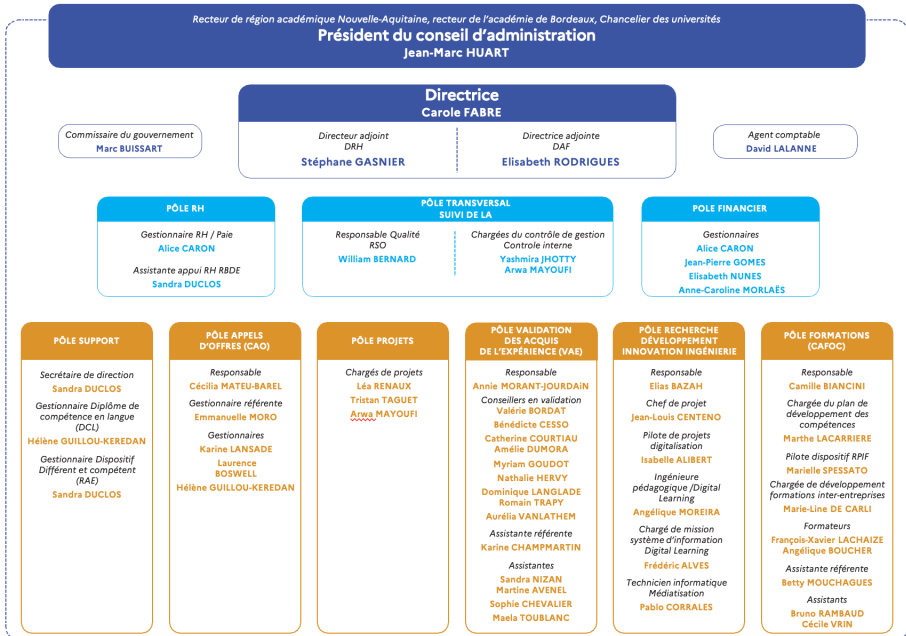 Recteur de région académique Nouvelle-Aquitaine, recteur de l'académie de Bordeaux, Chancelier des universités
Président du conseil d'administration
Jean-Marc HUART
Directrice
Carole FABRE
Directeur adjoint
DRH
Stéphane GASNIER
Directrice adjointe
DAF
Elisabeth RODRIGUES
Commissaire du gouvernement
Marc BUISSART
Agent comptable
David LALANNE
PÔLE RH
Gestionnaire RH / Paie
Alice CARON
Assistante appui RH RBDE
Sandra DUCLOS
PÔLE TRANSVERSAL
SUIVI DE LA
Responsable Qualité
RSO
William BERNARD
Chargées du contrôle de gestion
Controle interne
Yashmira JHOTTY
Arwa MAYOUFI
POLE FINANCIER
Gestionnaires
Alice CARON
Jean-Pierre GOMES
Elisabeth NUNES
Anne-Caroline MORLAËS
PÔLE SUPPORT
Secrétaire de direction
Sandra DUCLOS
Gestionnaire Diplôme de
compétence en langue
(DCL)
Hélène GUILLOU-KEREDAN
Gestionnaire Dispositif
Différent et compétent
(RAE)
Sandra DUCLOS
PÔLE APPELS
D'OFFRES (CAO)
Responsable
Cécilia MATEU-BAREL
Gestionnaire référente
Emmanuelle MORO
Gestionnaires
Karine LANSADE
Laurence
BOSWELL
Hélène GUILLOU-KEREDAN
PÔLE PROJETS
Chargés de projets
Léa RENAUX
Tristan TAGUET
Arwa MAYOUFI
PÔLE VALIDATION
DES ACQUIS
DE L'EXPÉRIENCE (VAE)
Responsable
Annie MORANT-JOURDAiN
Conseillers en validation
Valérie BORDAT
Bénédicte CESSO
Catherine COURTIAU
Amélie DUMORA
Myriam GOUDOT
Nathalie HERVY
Dominique LANGLADE
Romain TRAPY
Aurélia VANLATHEM
Assistante référente
Karine CHAMPMARTIN
Assistantes
Sandra NIZAN
Martine AVENEL
Sophie CHEVALIER
Maela TOUBLANC
PÔLE RECHERCHE
DÉVELOPPEMENT
INNOVATION INGÉNIERIE
Responsable
Elias BAZAH
Chef de projet
Jean-Louis CENTENO
Pilote de projets
digitalisation
Isabelle ALIBERT
Ingénieure
pédagogique /Digital
Learning
Angélique MOREIRA
Chargé de mission
système d'information
Digital Learning
Frédéric ALVES
Technicien informatique
Médiatisation
Pablo CORRALES
PÔLE FORMATIONS
(CAFOC)
Responsable
Camille BIANCINI
Chargée du plan de
développement des
compétences
Marthe LACARRIERE
Pilote dispositif RPIF
Marielle SPESSATO
Chargée de développement
formations inter-entreprises
Marie-Line DE CARLI
Formateurs
François-Xavier LACHAIZE
Angélique BOUCHER
Assistante référente
Betty MOUCHAGUES
Assistants
Bruno RAMBAUD
Cécile VRIN